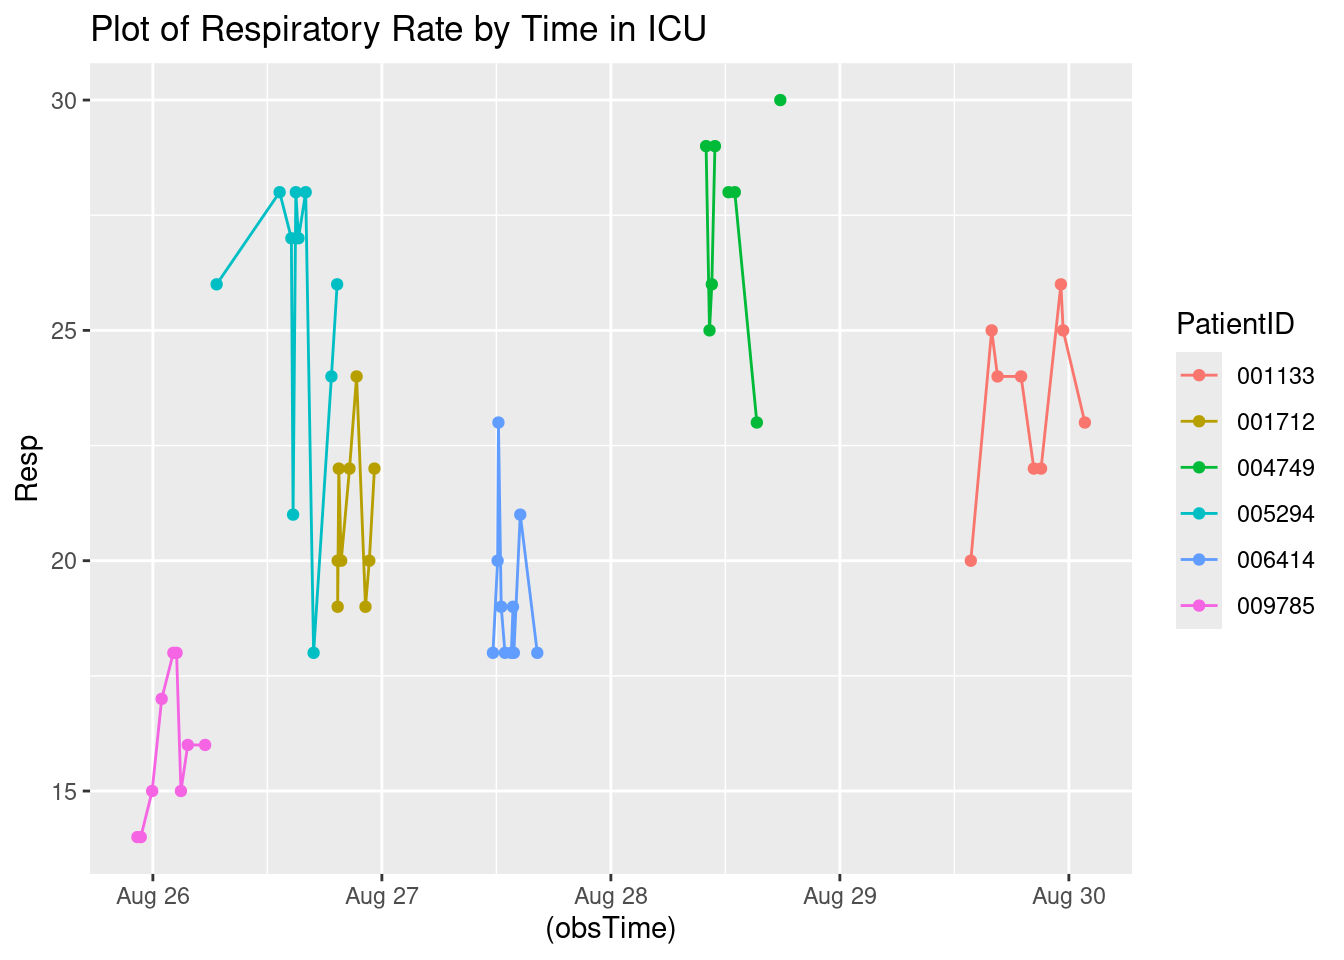 Plot of Respiratory Rate by Time in ICU
30
25
20
15
Resp
Aug 26
Aug 27
Aug 28
Aug 29
Aug 30
(obsTime)
PatientID
001133
001712
004749
005294
006414
009785